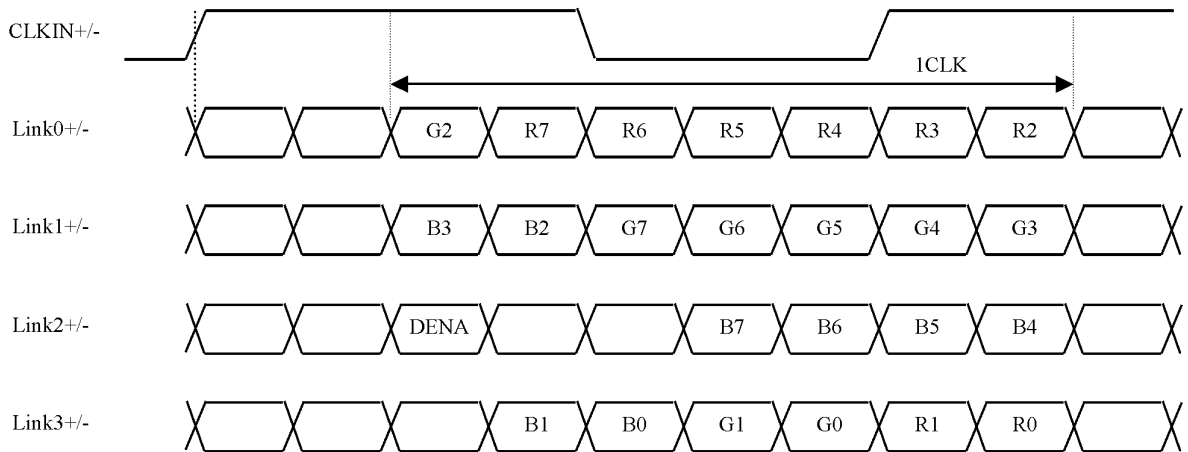 CLKIN+/-
1CLK
Link0+/- G2 R7 R6 R5 R4 R3 R2
Link1+/- B3 B2 G7 G6 G5 G4 G3
Link2+/- DENA B7 B6 B5 B4
Link3+/- B1 B0 G1 G0 R1 R0